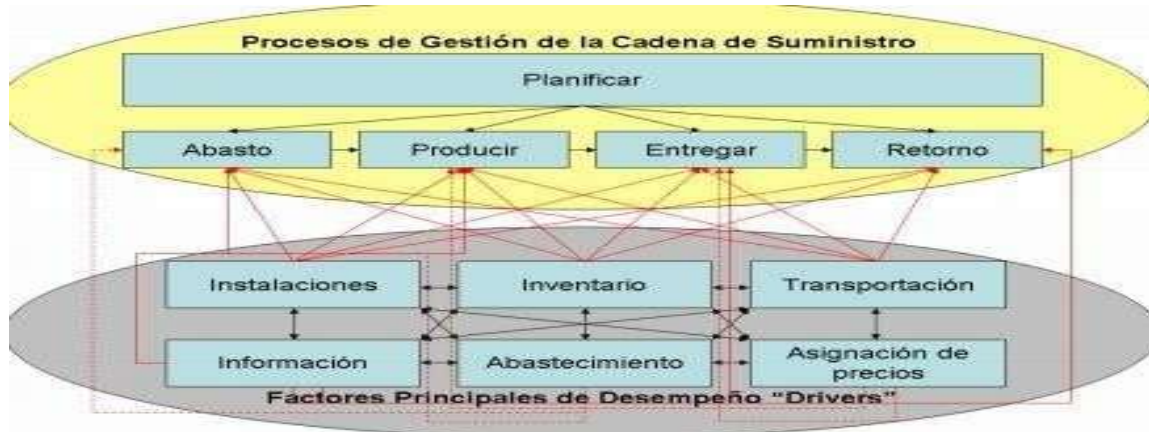 Procesos de Gestión de la Cadena de Suministro
Planificar
Abasto
Producir
Entregar
Retorno
Instalaciones
Inventario
Transportación
Información
Abastecimiento
Asignación de
precios
Factores Principales de Desempeño "Drivers"